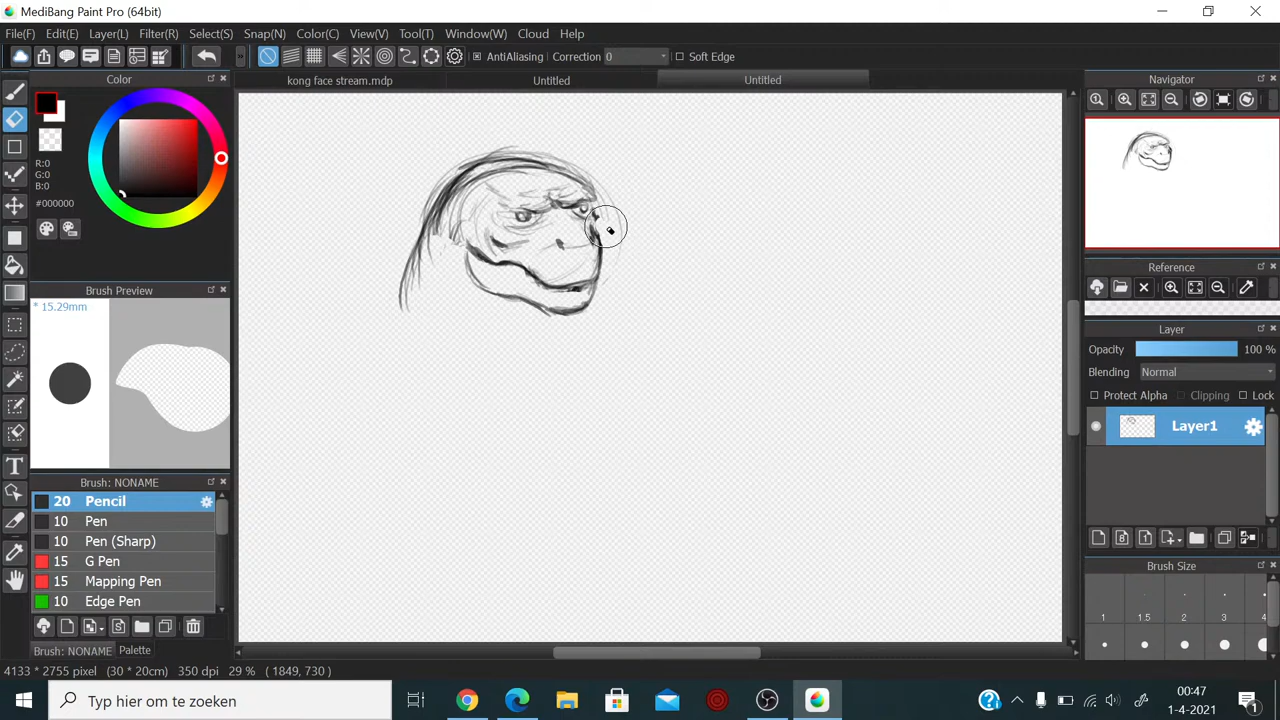 MediBang Paint Pro (64bit)
File(F) Edit(E) Layer(L) Filter(R) Select(S) Snap(N) Color(C) View(V) Tool(T) Window(W) Cloud Help
AntiAliasing Correction 0 Soft Edge
Color
kong face stream.mdp Untitled Untitled
Navigator
R:0
G:0
B:0
#000000
Reference
Brush Preview
* 15.29mm
Layer
Opacity 100 %
Blending Normal
Protect Alpha Clipping Lock
Layer1
Brush: NONAME
20 Pencil
10 Pen
10 Pen (Sharp)
15 G Pen
15 Mapping Pen
10 Edge Pen
Brush Size
1 1.5 2 3 4
Brush: NONAME Palette
4133 * 2755 pixel (30 * 20cm) 350 dpi 29 % ( 1849, 730 )
Typ hier om te zoeken
00:47
1-4-2021
1